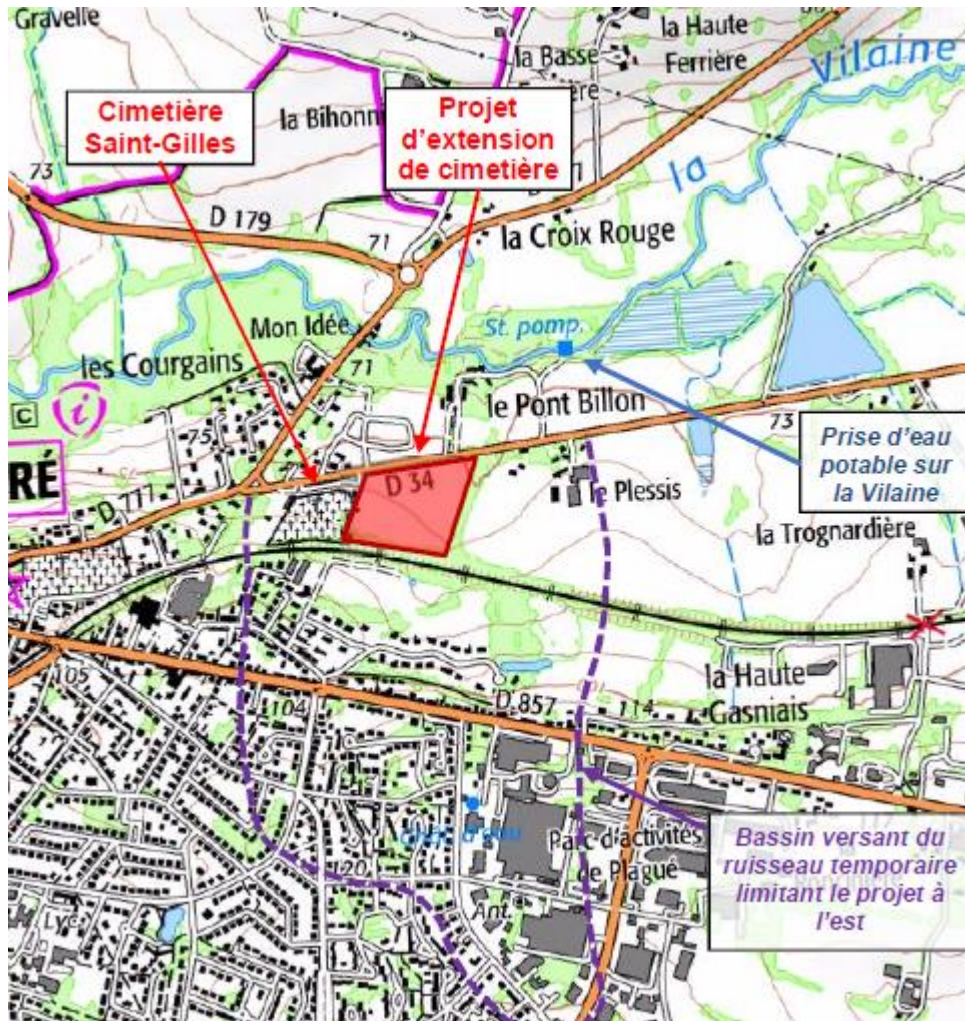 Gravelle
la Haute
Ferrière
la Basse
la Vilaine
Cimetière
Saint-Gilles
Projet
d'extension
de cimetière
la Bihonn
73
D 179
71
71
la Croix Rouge
Mon Idée
St. pomp.
les Courgains
71
C
i
le Pont Billon
75
73
RÉ
D 777
D 34
Prise d'eau
potable sur
la Vilaine
le Plessis
la Trognardière
105
104
D 857
114
la Haute
Gasniais
Parc d'activités
de Plagué
120
Ant.
Lyc.
Bassin versant du
ruisseau temporaire
limitant le projet à
l'est